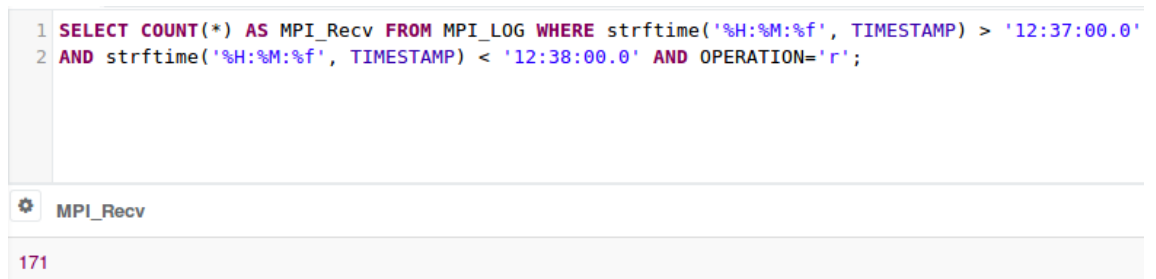 1 SELECT COUNT(*) AS MPI_Recv FROM MPI_LOG WHERE strftime('%H:%M:%f', TIMESTAMP) > '12:37:00.0'
2 AND strftime('%H:%M:%f', TIMESTAMP) < '12:38:00.0' AND OPERATION='r';
MPI_Recv
171